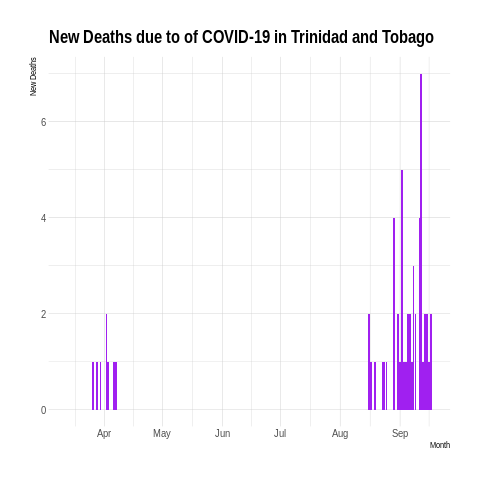 New Deaths due to of COVID-19 in Trinidad and Tobago
New Deaths
6
4
2
0
Apr May Jun Jul Aug Sep
Month